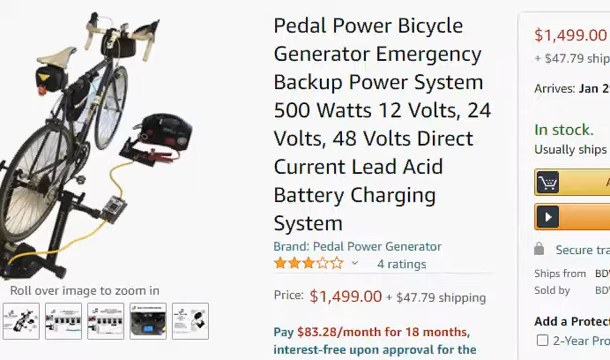 Pedal Power Bicycle
Generator Emergency
Backup Power System
500 Watts 12 Volts, 24
Volts, 48 Volts Direct
Current Lead Acid
Battery Charging
System
Brand: Pedal Power Generator
4 ratings
Price: $1,499.00 + $47.79 shipping
Pay $83.28/month for 18 months,
interest-free upon approval for the
Roll over image to zoom in
$1,499.00
+ $47.79 ship
Arrives: Jan 2
In stock.
Usually ships
Secure tra
Ships from BD
Sold by BD
Add a Protec
2-Year Pro